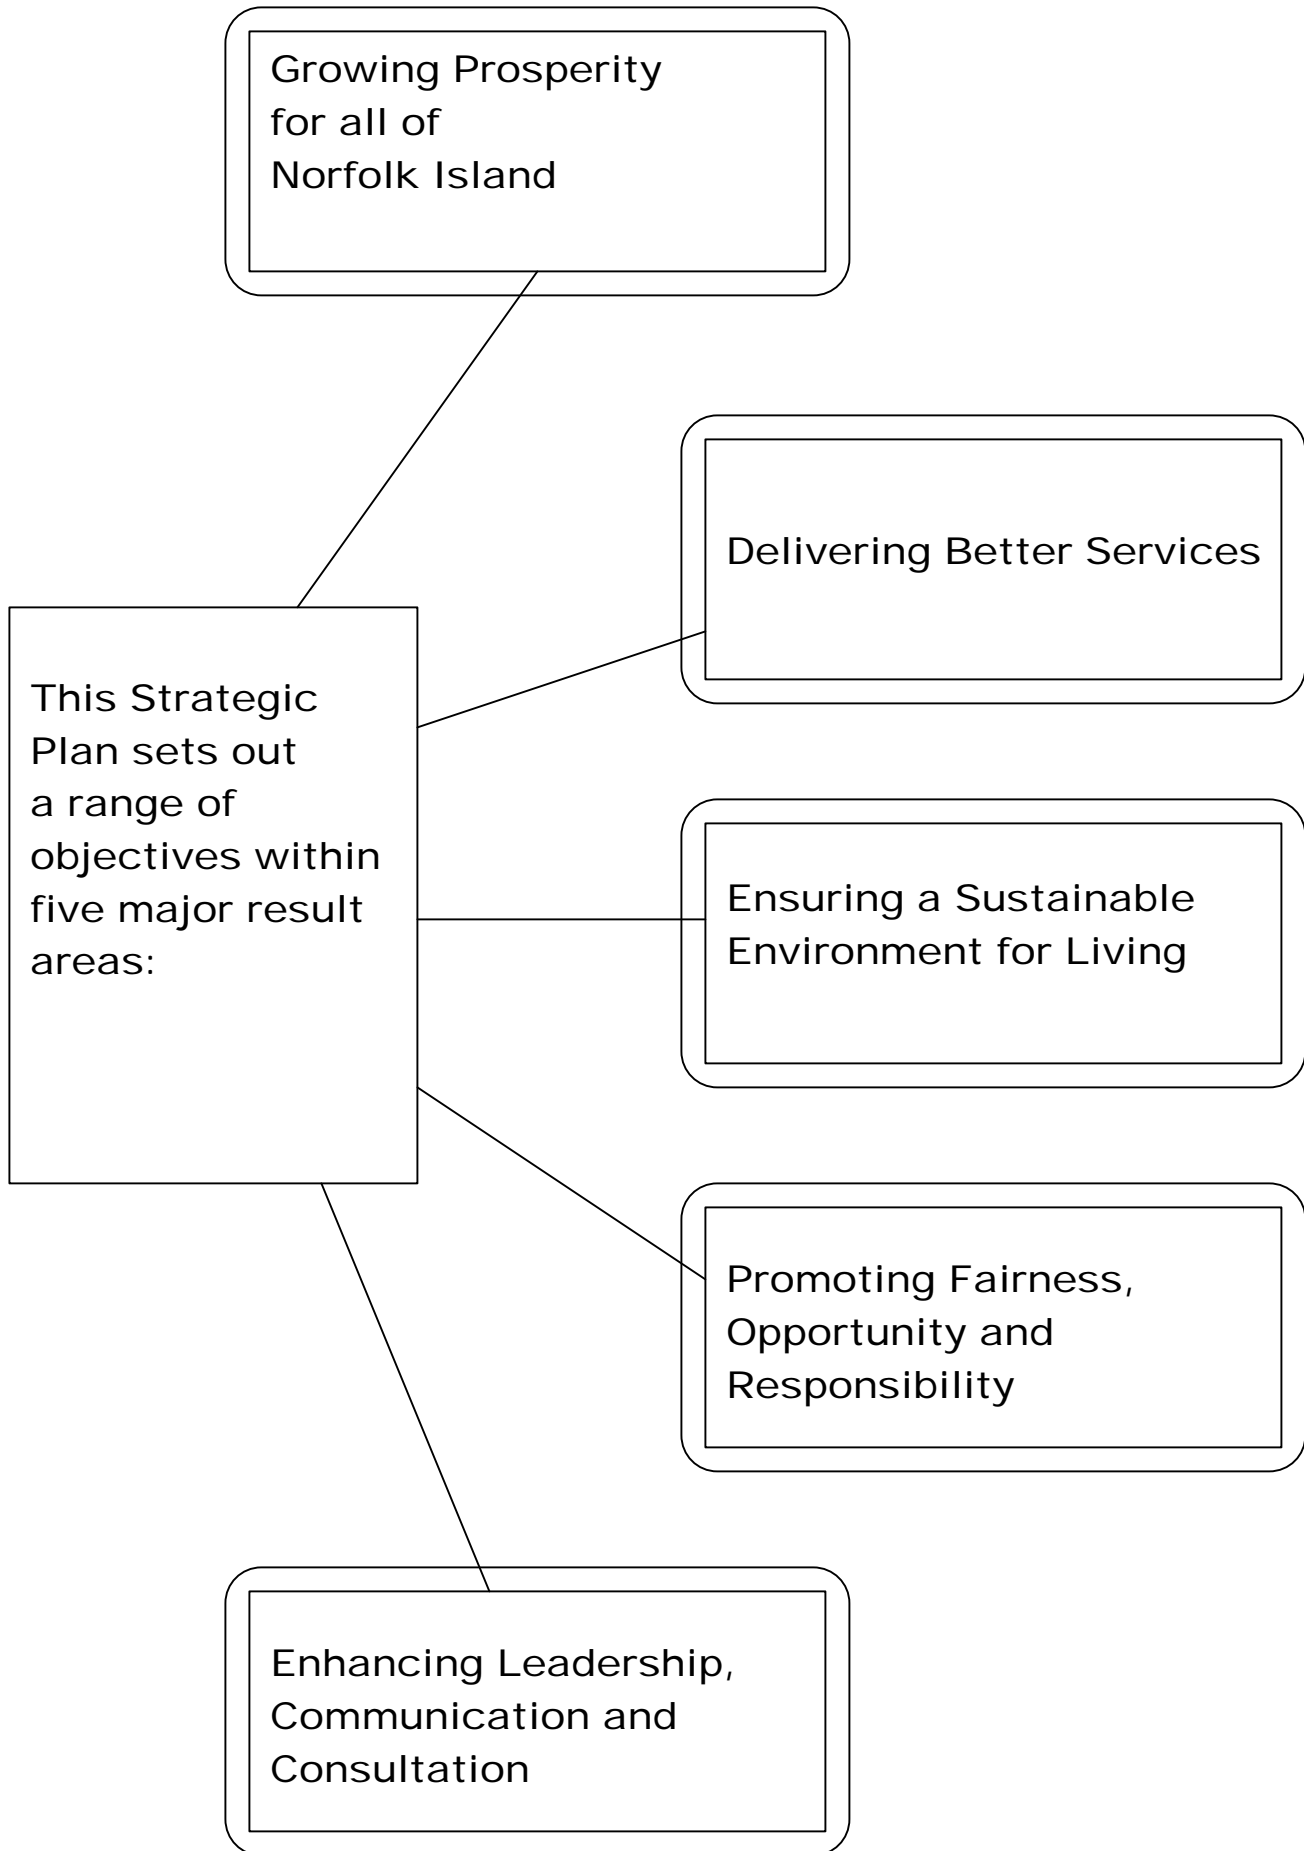 Growing Prosperity
for all of
Norfolk Island
Delivering Better Services
This Strategic
Plan sets out
a range of
objectives within
five major result
areas:
Ensuring a Sustainable
Environment for Living
Promoting Fairness,
Opportunity and
Responsibility
Enhancing Leadership,
Communication and
Consultation